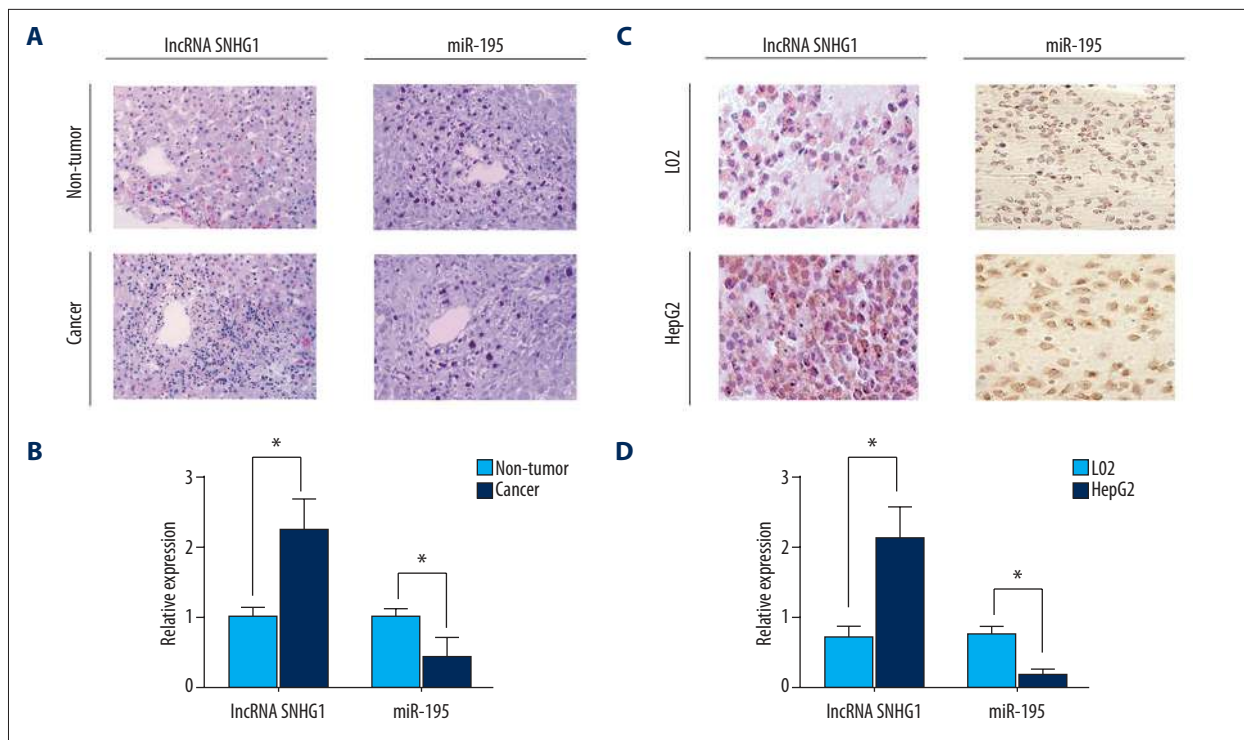 A
lncRNA SNHG1
miR-195
Non-tumor
Cancer
B
*
*
Non-tumor
Cancer
Relative expression
3
2
1
0
lncRNA SNHG1
miR-195
C
lncRNA SNHG1
miR-195
L02
HepG2
D
*
*
L02
HepG2
Relative expression
3
2
1
0
lncRNA SNHG1
miR-195